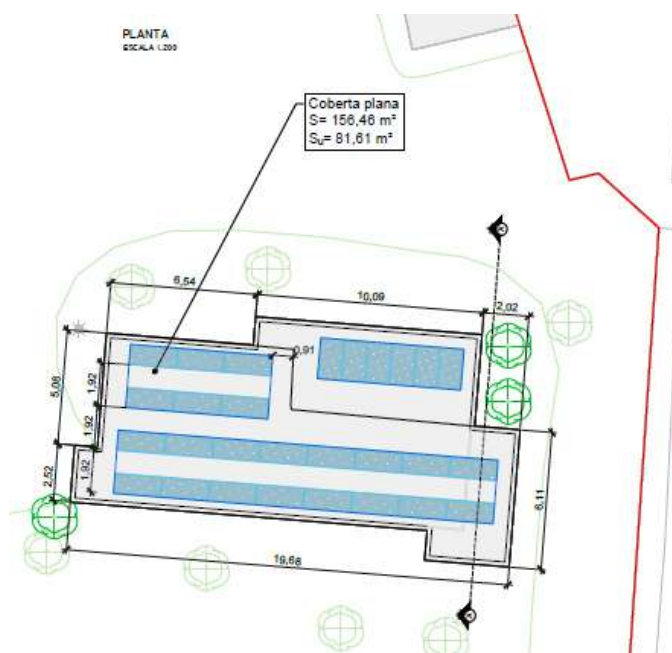 PLANTA
ESCALA 1:200
Coberta plana
S= 156,46 m²
Su= 81,61 m²
6,54
10,09
2,02
0,91
5,08
1,92
1,92
1,92
2,52
6,11
19,68